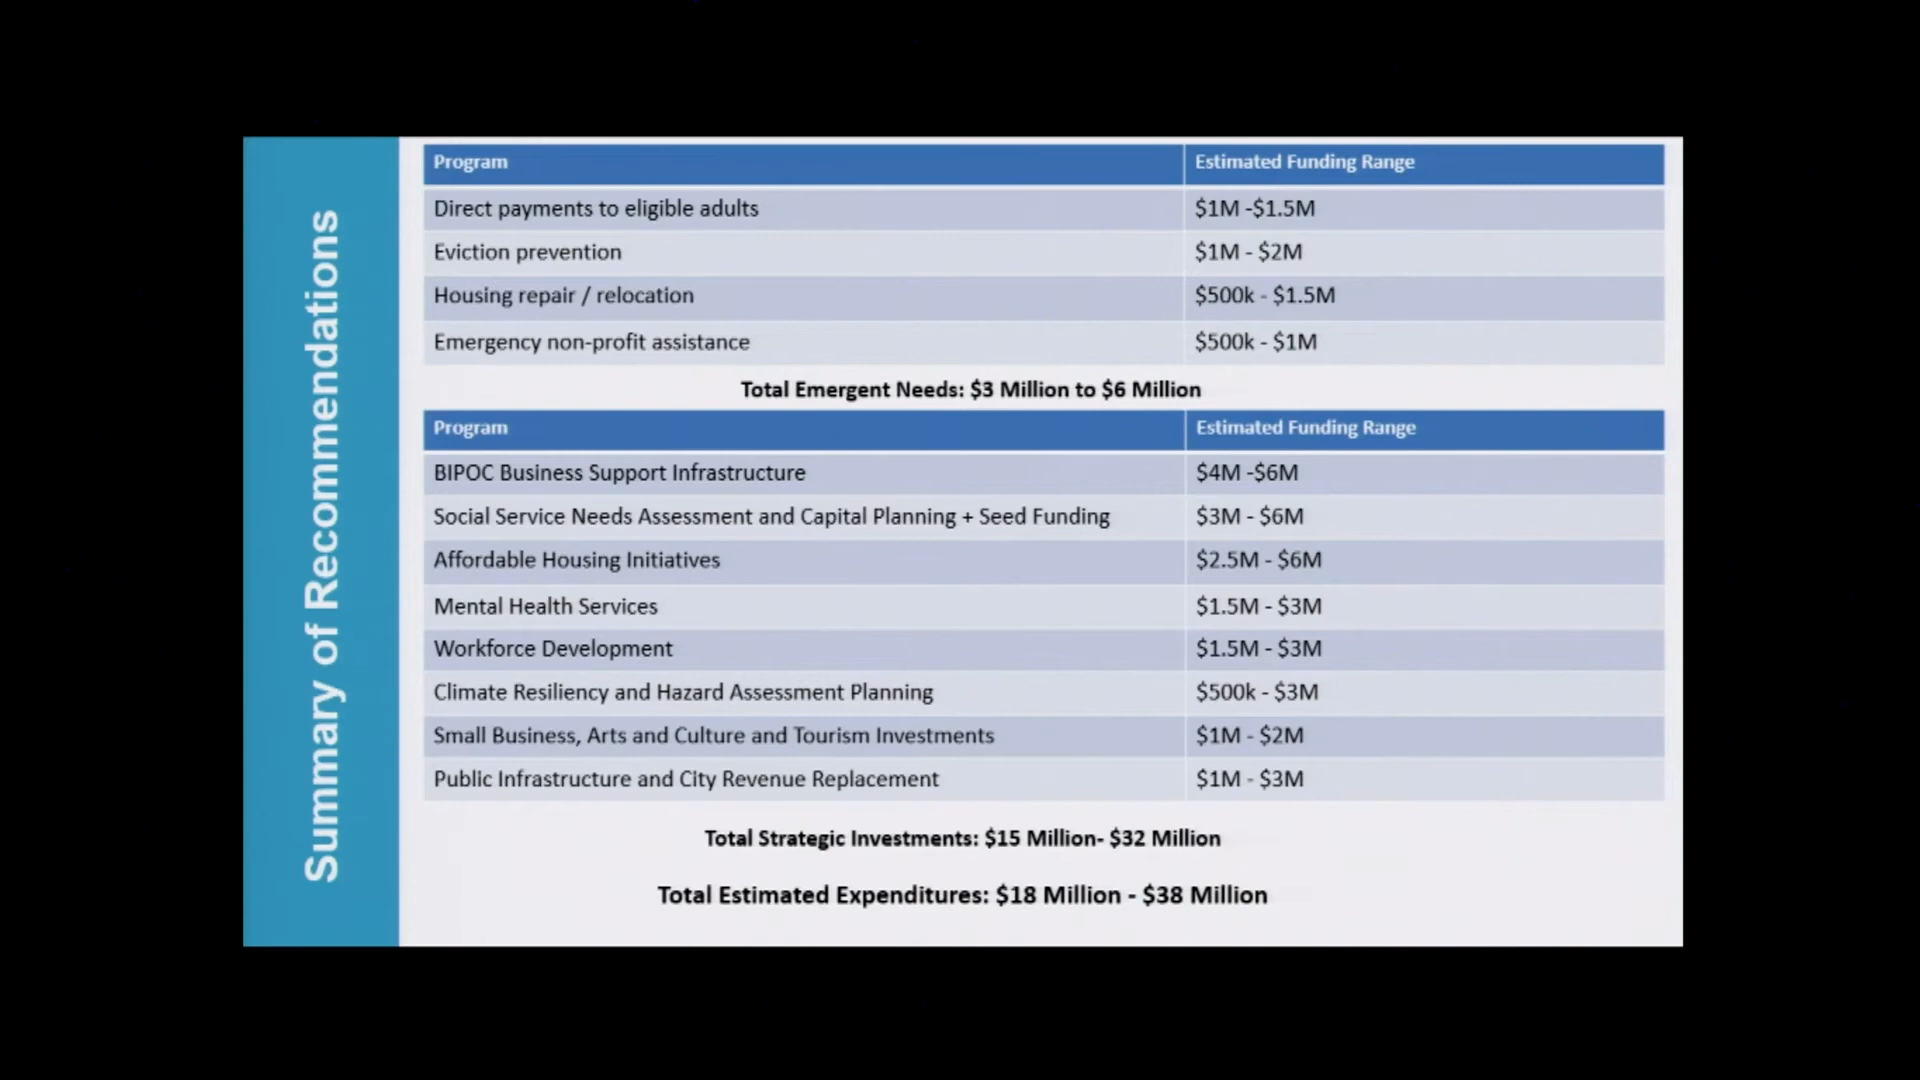 Summary of Recommendations
Program Estimated Funding Range
Direct payments to eligible adults $1M -$1.5M
Eviction prevention $1M - $2M
Housing repair / relocation $500k - $1.5M
Emergency non-profit assistance $500k - $1M
Total Emergent Needs: $3 Million to $6 Million
Program Estimated Funding Range
BIPOC Business Support Infrastructure $4M -$6M
Social Service Needs Assessment and Capital Planning + Seed Funding $3M - $6M
Affordable Housing Initiatives $2.5M - $6M
Mental Health Services $1.5M - $3M
Workforce Development $1.5M - $3M
Climate Resiliency and Hazard Assessment Planning $500k - $3M
Small Business, Arts and Culture and Tourism Investments $1M - $2M
Public Infrastructure and City Revenue Replacement $1M - $3M
Total Strategic Investments: $15 Million- $32 Million
Total Estimated Expenditures: $18 Million - $38 Million